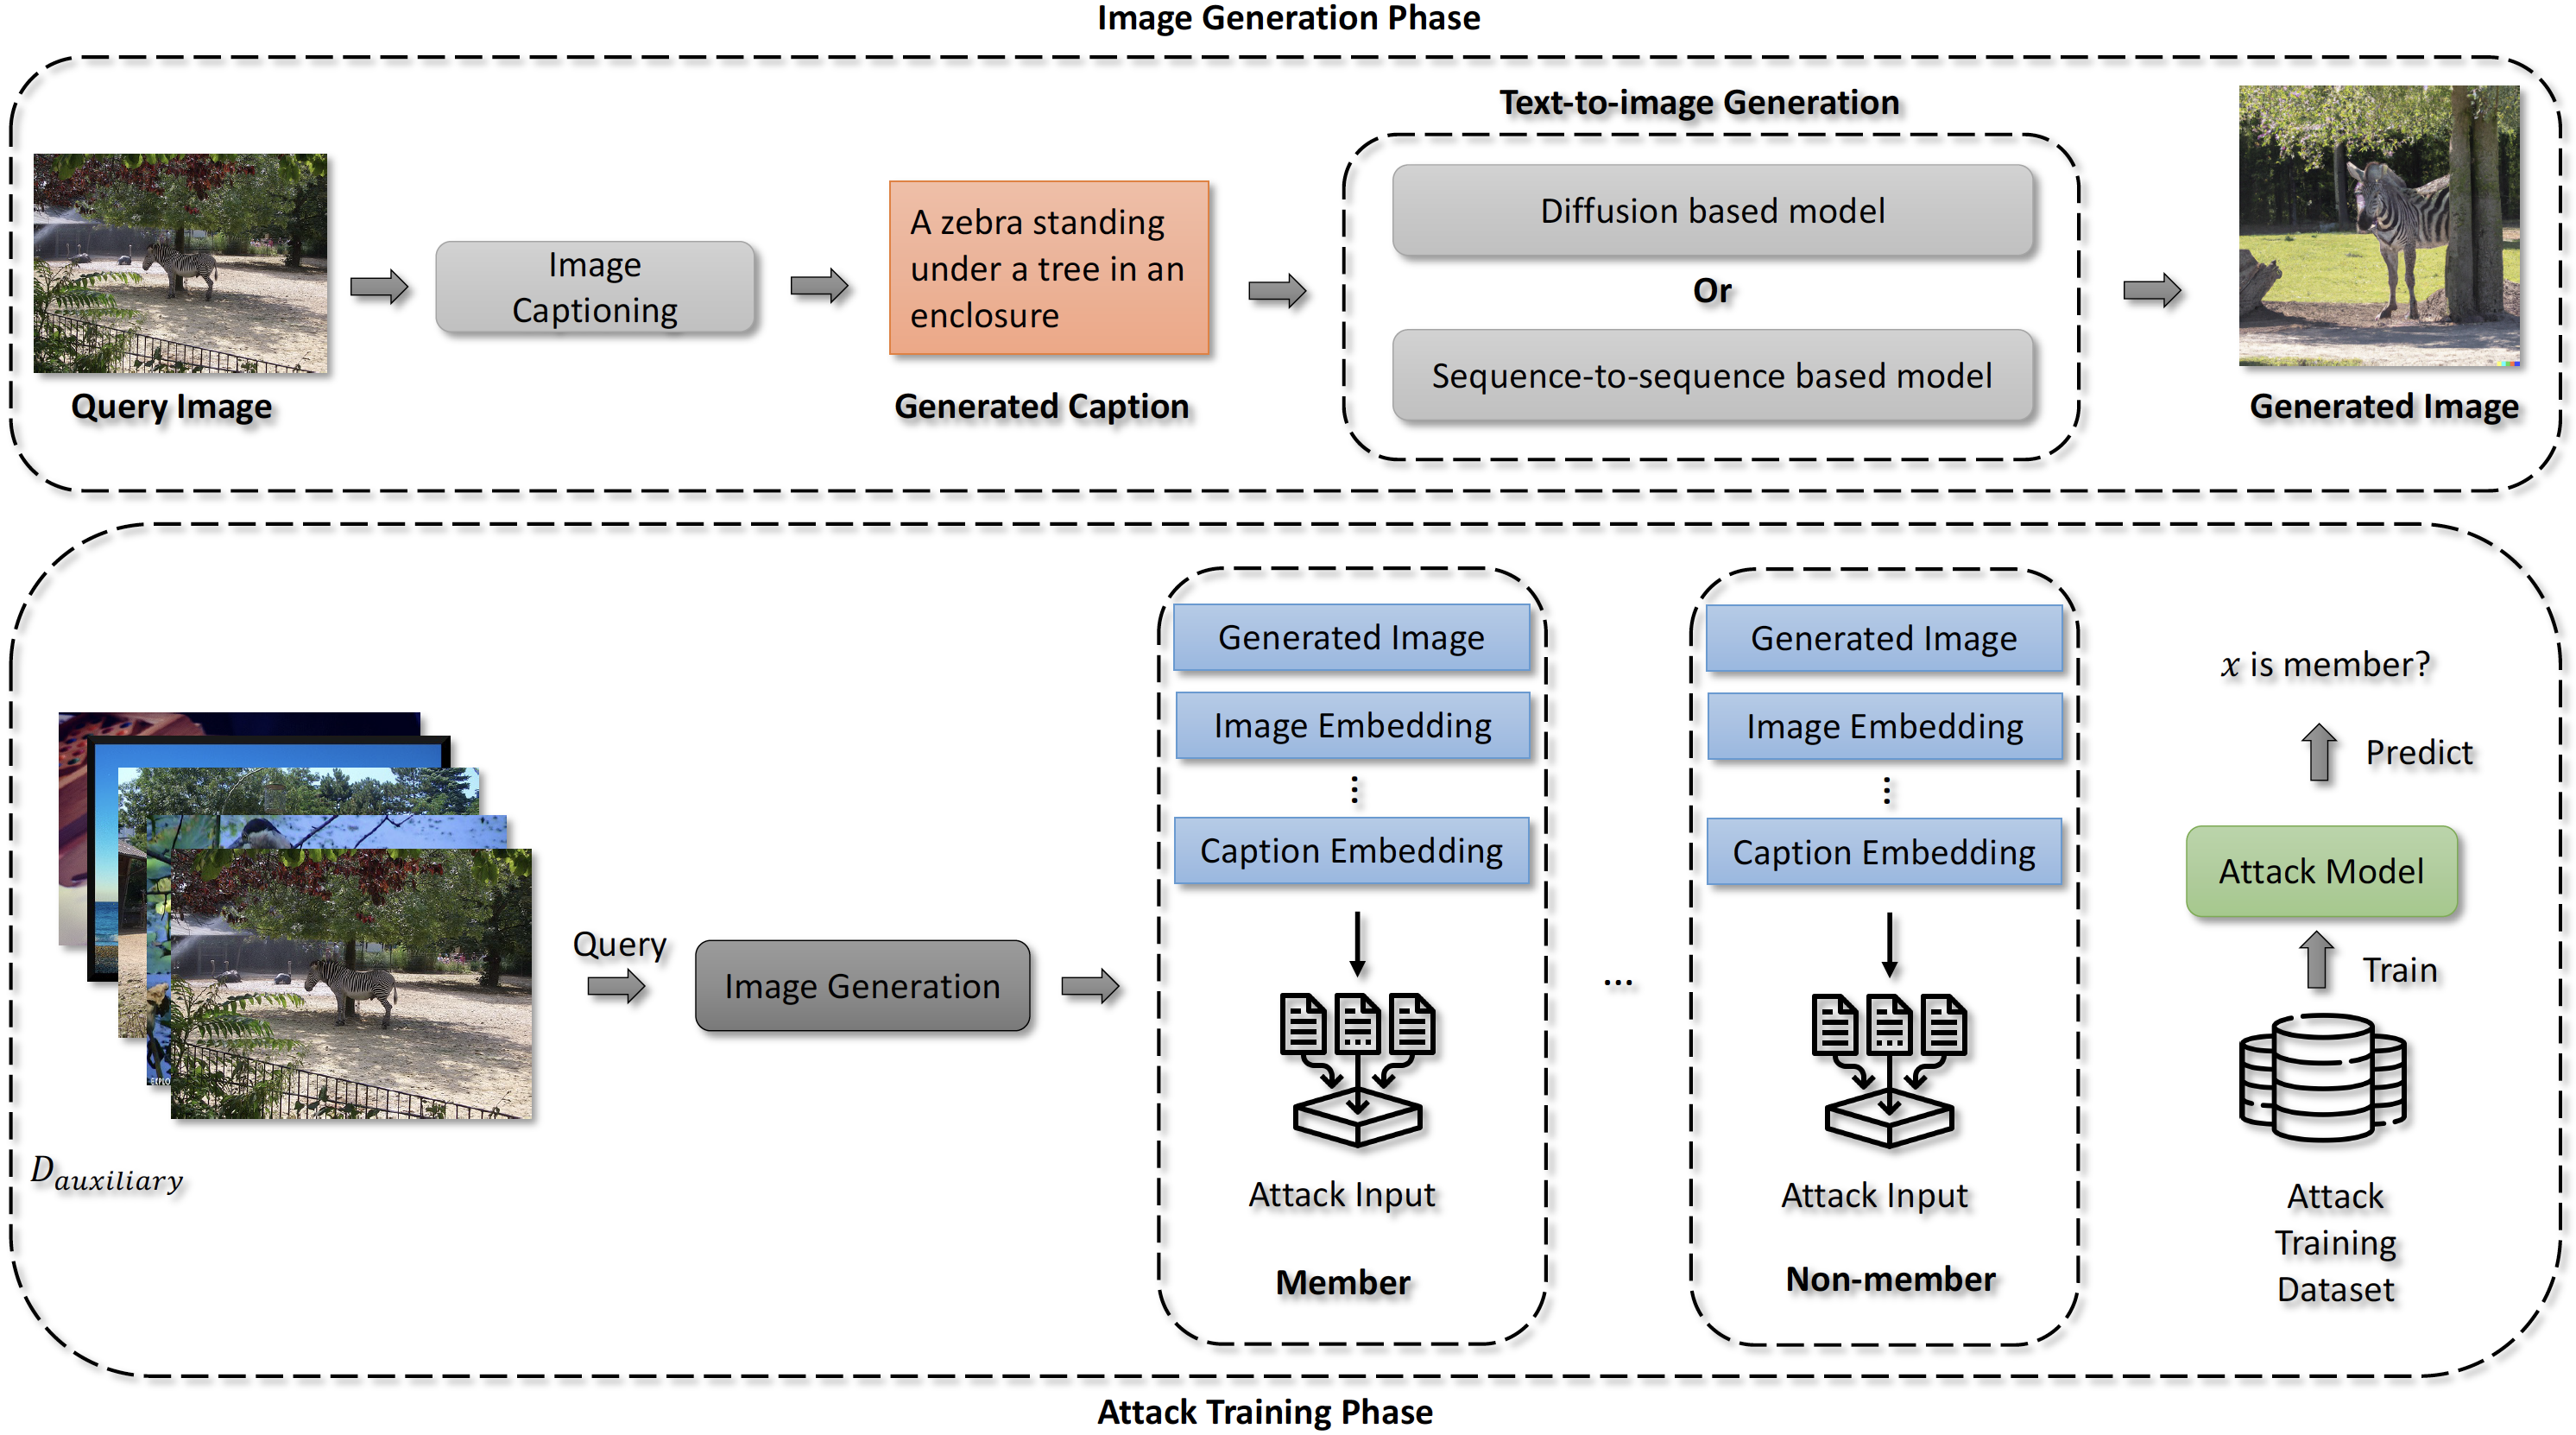 Image Generation Phase
Text-to-image Generation
Image
Captioning
A zebra standing
under a tree in an
enclosure
Diffusion based model
Or
Sequence-to-sequence based model
Query Image
Generated Caption
Generated Image
Generated Image
Image Embedding
⋮
Caption Embedding
Attack Input
Member
...
Generated Image
Image Embedding
⋮
Caption Embedding
Attack Input
Non-member
x is member?
Predict
Attack Model
Train
Attack
Training
Dataset
Query
Image Generation
EXPLO
D_auxiliary
Attack Training Phase